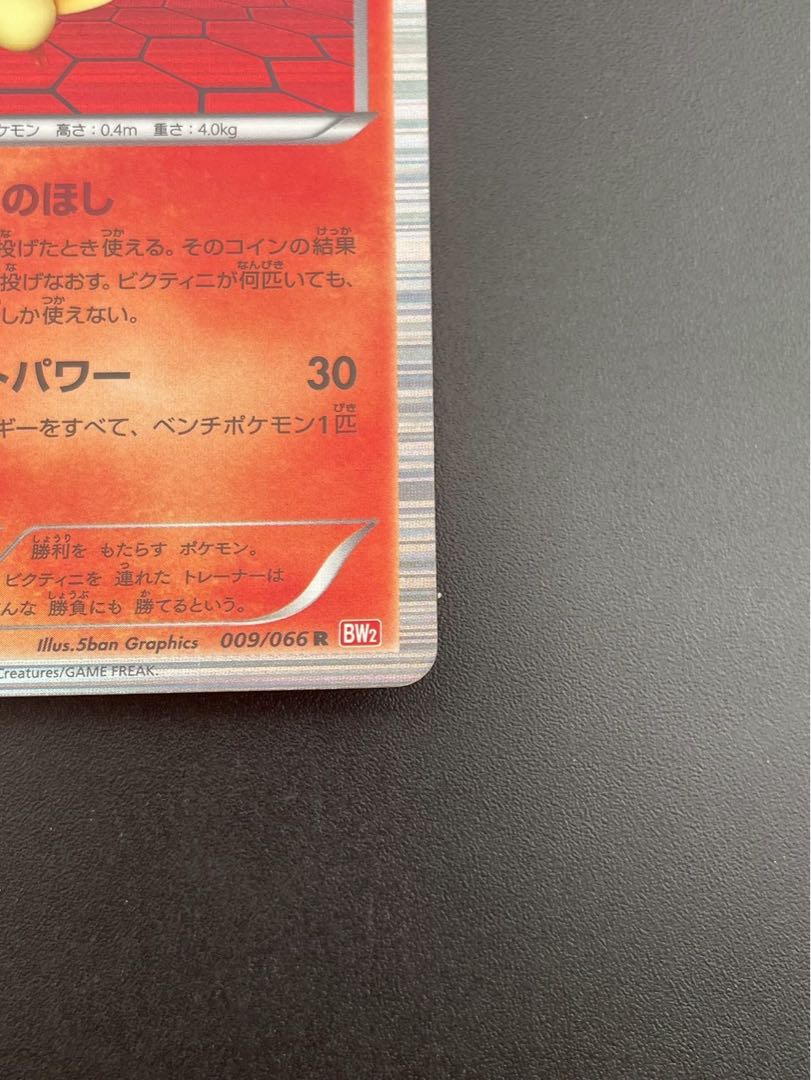 ケモン 高さ：0.4m 重さ：4.0kg
のほし
投げたとき使える。そのコインの結果
投げなおす。ビクティニが何匹いても、
しか使えない。
トパワー 30
ギーをすべて、ベンチポケモン1匹
勝利を もたらす ポケモン。
ビクティニを 連れた トレーナーは
んな 勝負にも 勝てるという。
Illus.5ban Graphics 009/066 R BW2
Creatures/GAME FREAK.